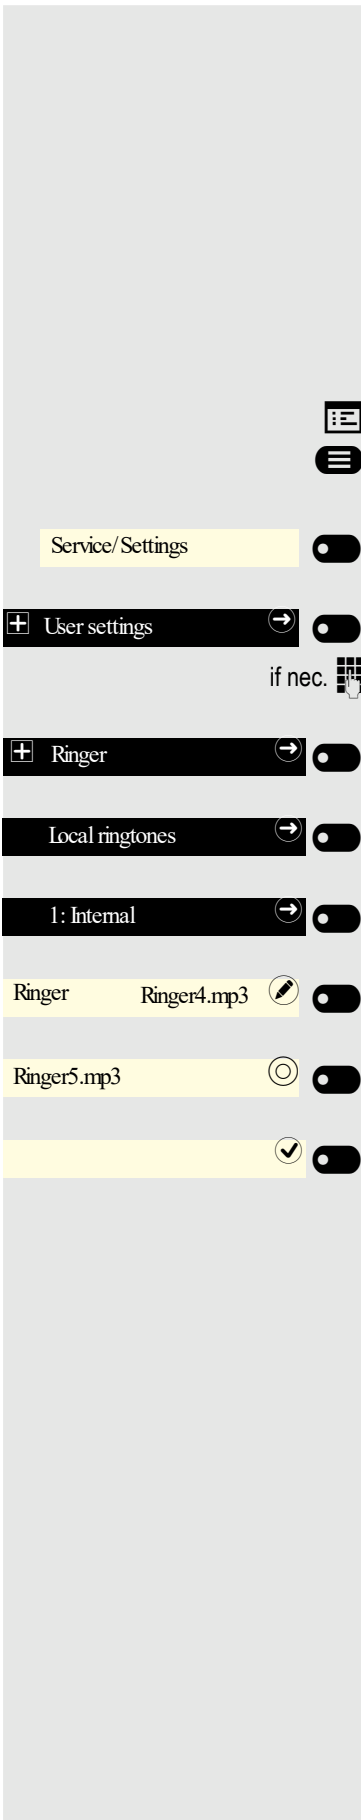 Service/Settings
User settings
if nec.
Ringer
Local ringtones
1: Internal
Ringer Ringer4.mp3
Ringer5.mp3